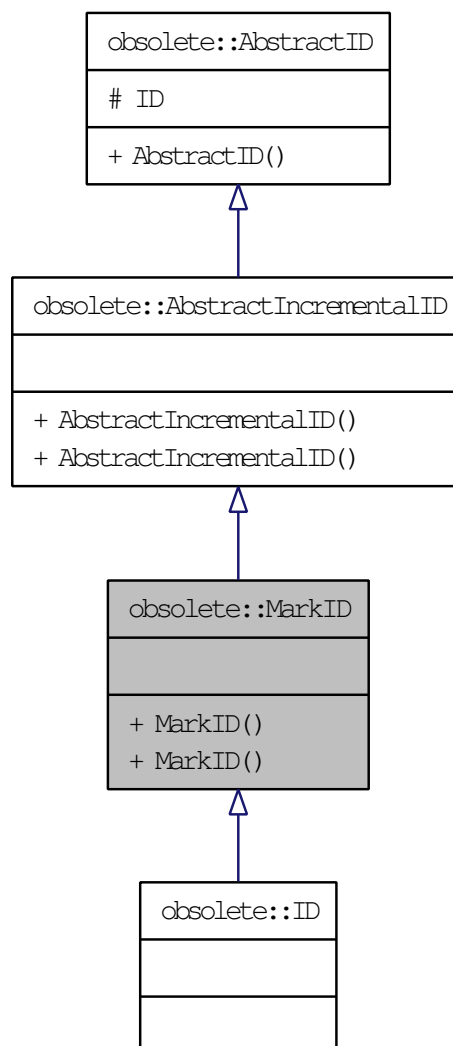 obsolete::AbstractID
# ID
+ AbstractID()
obsolete::AbstractIncrementalID
+ AbstractIncrementalID()
+ AbstractIncrementalID()
obsolete::MarkID
+ MarkID()
+ MarkID()
obsolete::ID